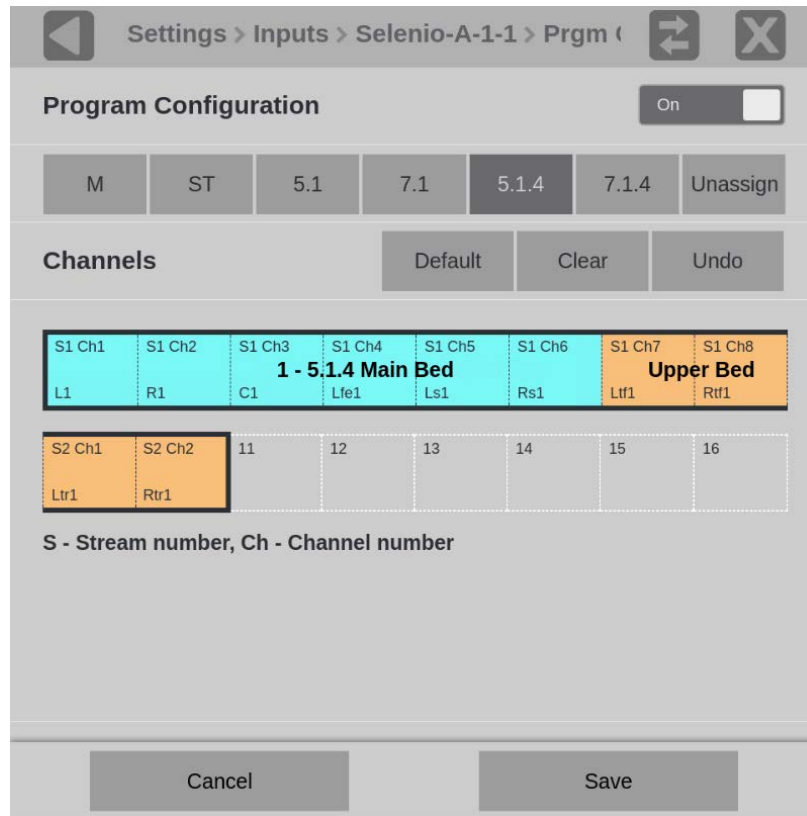 Settings > Inputs > Selenio-A-1-1 > Prgm (
Program Configuration
On
M ST 5.1 7.1 5.1.4 7.1.4 Unassign
Channels
Default Clear Undo
S1 Ch1 S1 Ch2 S1 Ch3 S1 Ch4 S1 Ch5 S1 Ch6 S1 Ch7 S1 Ch8
1 - 5.1.4 Main Bed Upper Bed
L1 R1 C1 Lfe1 Ls1 Rs1 Ltf1 Rtf1
S2 Ch1 S2 Ch2 11 12 13 14 15 16
Ltr1 Rtr1
S - Stream number, Ch - Channel number
Cancel Save